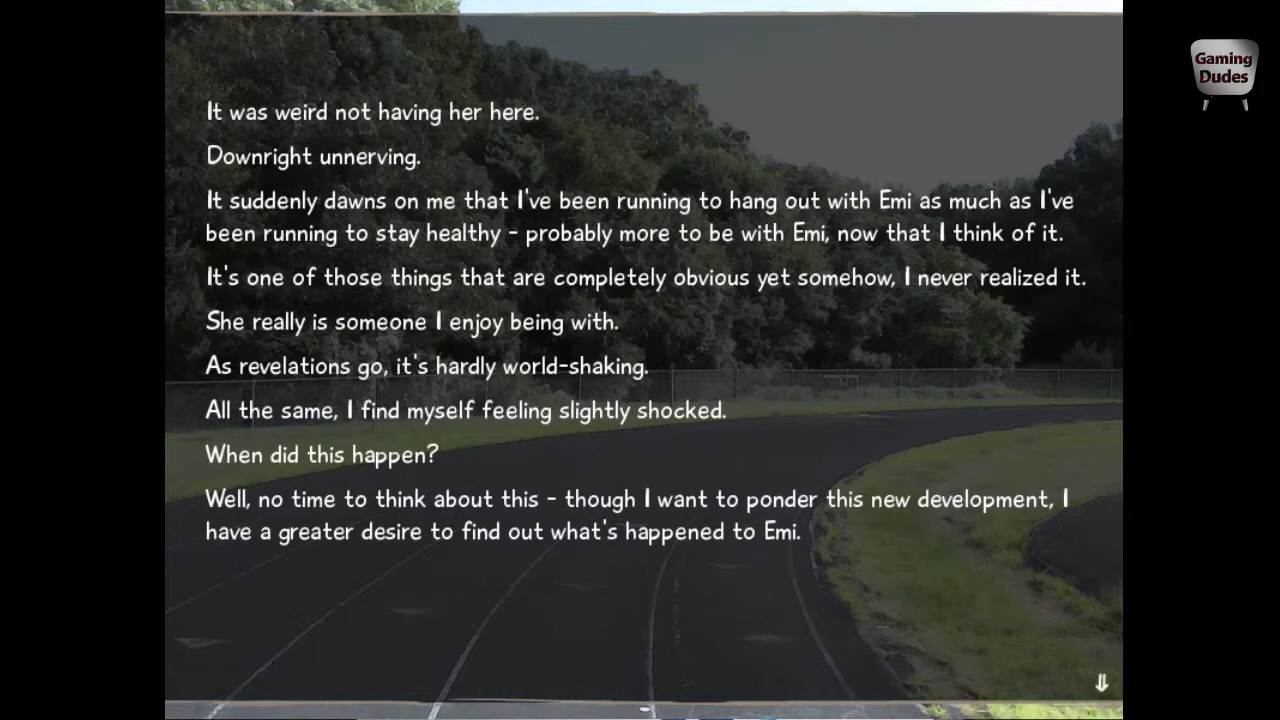 Gaming
Dudes
It was weird not having her here.
Downright unnerving.
It suddenly dawns on me that I've been running to hang out with Emi as much as I've
been running to stay healthy - probably more to be with Emi, now that I think of it.
It's one of those things that are completely obvious yet somehow, I never realized it.
She really is someone I enjoy being with.
As revelations go, it's hardly world-shaking.
All the same, I find myself feeling slightly shocked.
When did this happen?
Well, no time to think about this - though I want to ponder this new development, I
have a greater desire to find out what's happened to Emi.